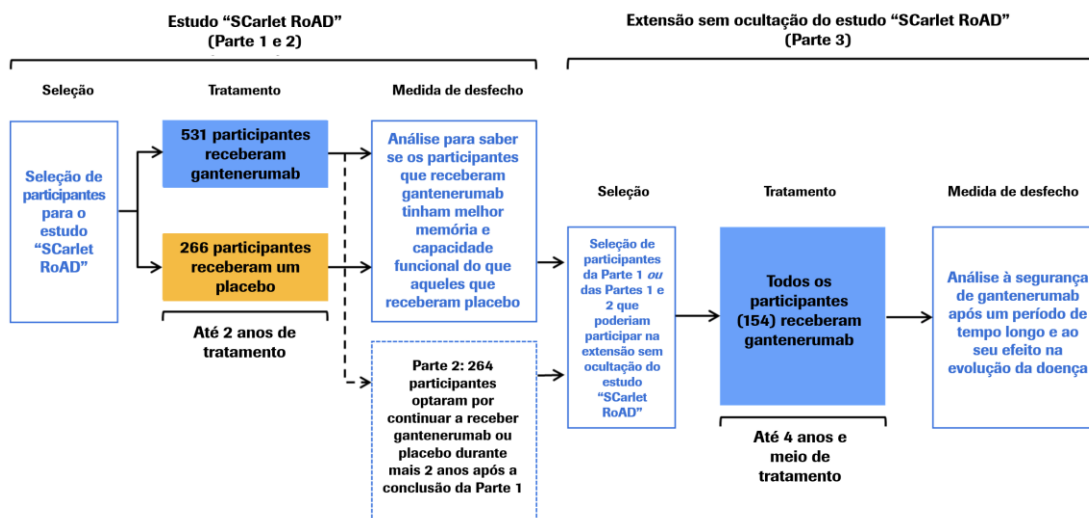 Estudo “SCarlet RoAD”
(Parte 1 e 2)
Seleção
Tratamento
Medida de desfecho
Seleção de
participantes
para o
estudo
“SCarlet
RoAD”
531 participantes
receberam
gantenerumab
266 participantes
receberam um
placebo
Até 2 anos de
tratamento
Análise para saber
se os participantes
que receberam
gantenerumab
tinham melhor
memória e
capacidade
funcional do que
aqueles que
receberam placebo
Parte 2: 264
participantes
optaram por
continuar a receber
gantenerumab ou
placebo durante
mais 2 anos após a
conclusão da Parte 1
Extensão sem ocultação do estudo “SCarlet RoAD”
(Parte 3)
Seleção
Tratamento
Medida de desfecho
Seleção de
participantes
da Parte 1 ou
das Partes 1 e
2 que
poderiam
participar na
extensão sem
ocultação do
estudo
“SCarlet
RoAD”
Todos os
participantes
(154) receberam
gantenerumab
Até 4 anos e
meio de
tratamento
Análise à segurança
de gantenerumab
após um período de
tempo longo e ao
seu efeito na
evolução da doença